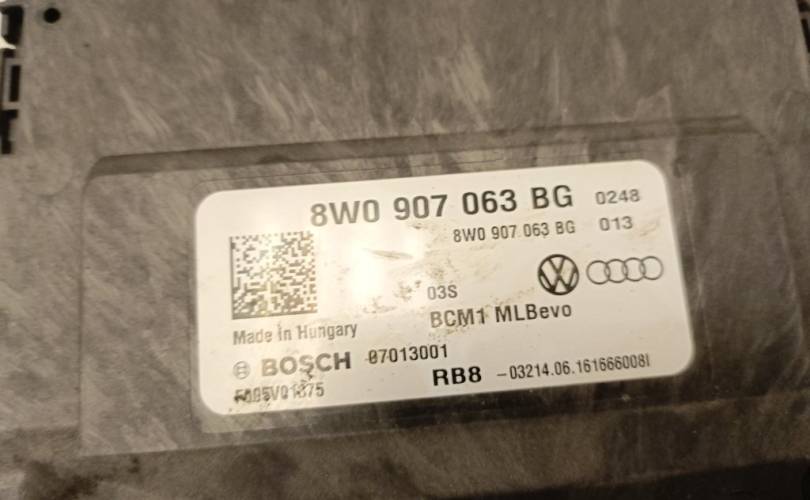 8W0 907 063 BG 0248
8W0 907 063 BG 013
03S
BCM1 MLBevo
Made in Hungary
BOSCH 07013001
RB8 -03214.06.161666008I